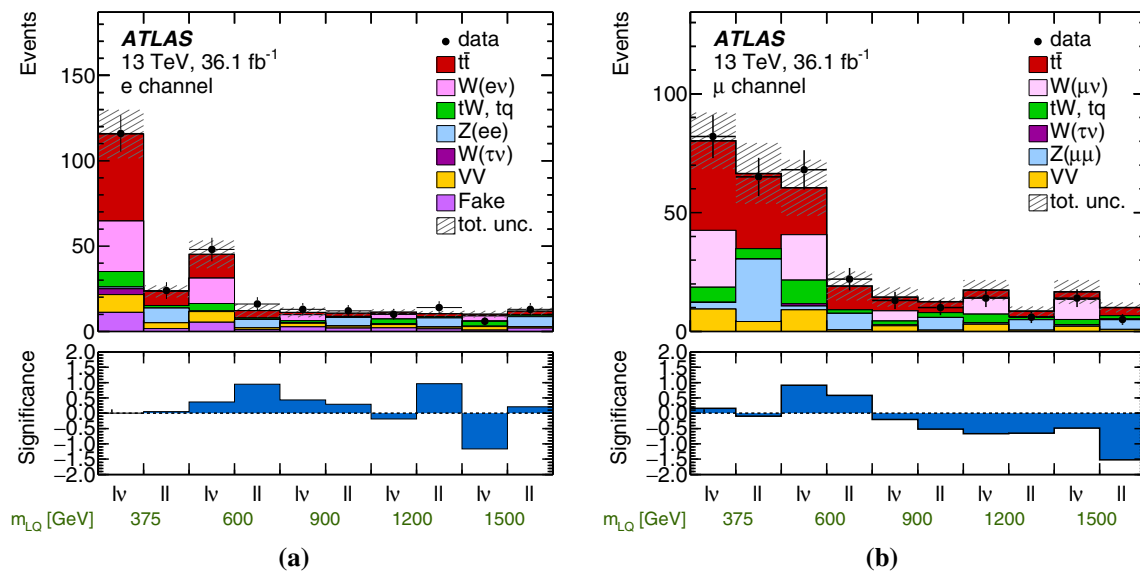 Events
150
100
50
0
ATLAS
13 TeV, 36.1 fb⁻¹
e channel
data
tt̄
W(eν)
tW, tq
Z(ee)
W(τν)
VV
Fake
tot. unc.
Significance
2.0
1.5
1.0
0.5
0.0
−0.5
−1.0
−1.5
−2.0
lν ll lν ll lν ll lν ll lν ll
m_LQ [GeV] 375 600 900 1200 1500
(a)
Events
100
50
0
ATLAS
13 TeV, 36.1 fb⁻¹
μ channel
data
tt̄
W(μν)
tW, tq
W(τν)
Z(μμ)
VV
tot. unc.
Significance
2.0
1.5
1.0
0.5
0.0
−0.5
−1.0
−1.5
−2.0
lν ll lν ll lν ll lν ll lν ll
m_LQ [GeV] 375 600 900 1200 1500
(b)